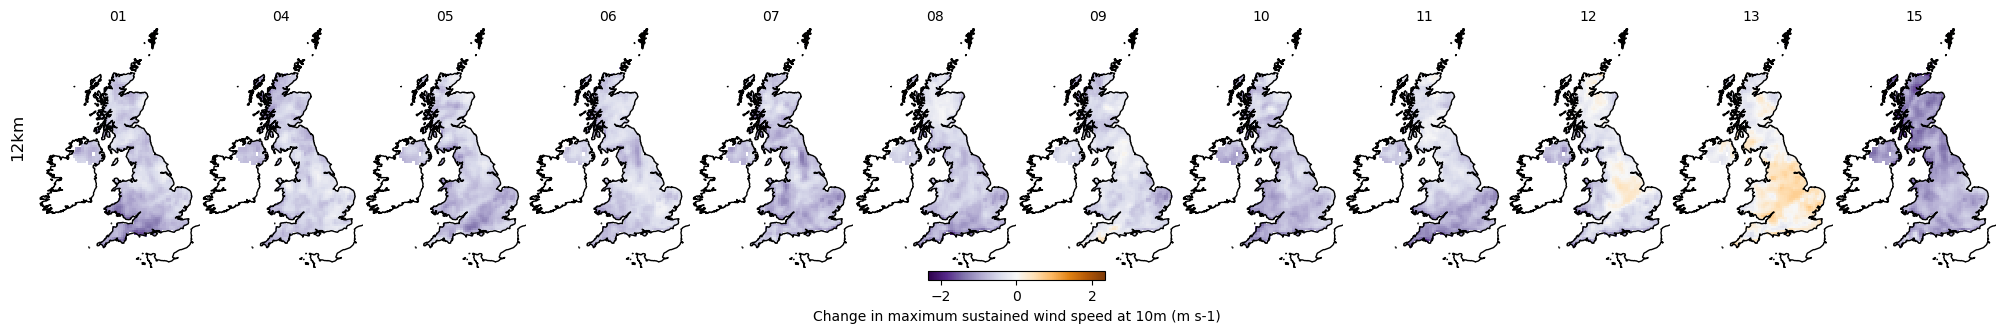 01 04 05 06 07 08 09 10 11 12 13 15
12km
−2 0 2
Change in maximum sustained wind speed at 10m (m s-1)